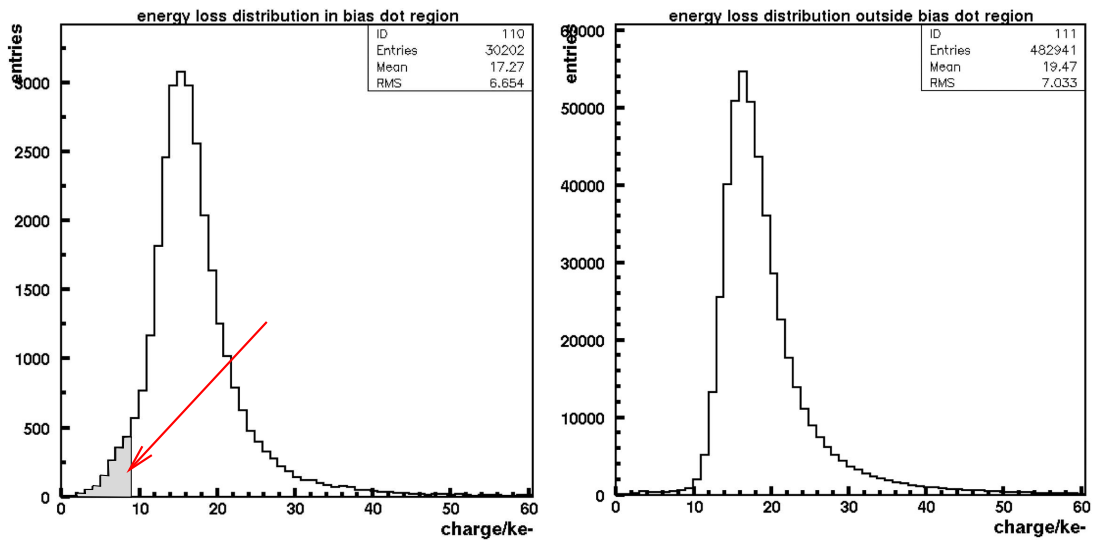 energy loss distribution in bias dot region
ID 110
Entries 30202
Mean 17.27
RMS 6.654
entries
3000
2500
2000
1500
1000
500
0
0 10 20 30 40 50 60
charge/ke-
energy loss distribution outside bias dot region
ID 111
Entries 482941
Mean 19.47
RMS 7.033
entries
60000
50000
40000
30000
20000
10000
0
0 10 20 30 40 50 60
charge/ke-